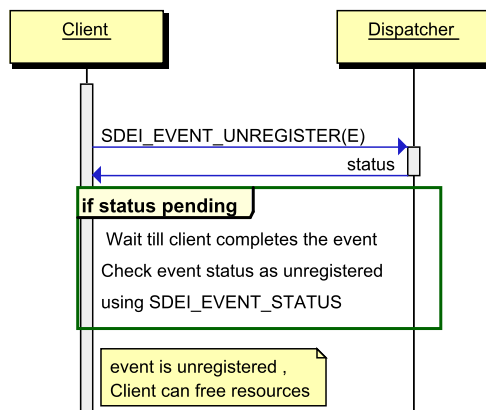 Client
Dispatcher
SDEI_EVENT_UNREGISTER(E)
status
if status pending
Wait till client completes the event
Check event status as unregistered
using SDEI_EVENT_STATUS
event is unregistered ,
Client can free resources